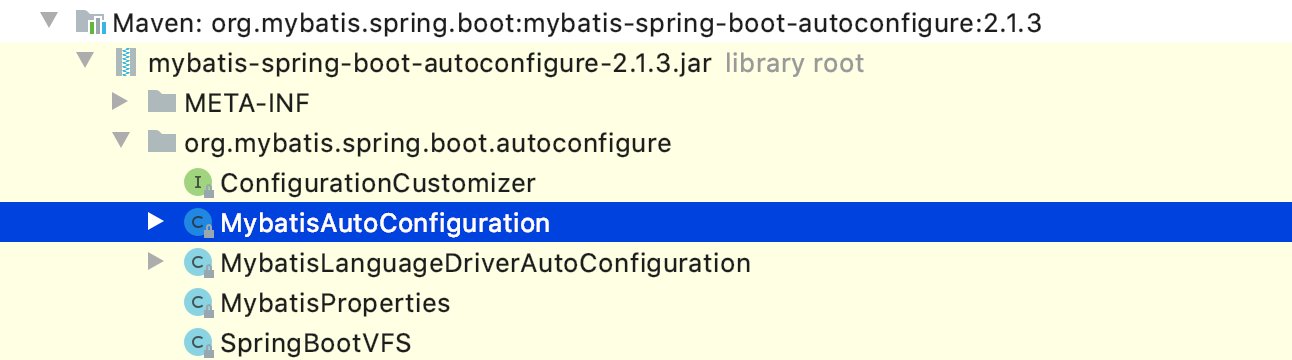 Maven: org.mybatis.spring.boot:mybatis-spring-boot-autoconfigure:2.1.3
mybatis-spring-boot-autoconfigure-2.1.3.jar library root
META-INF
org.mybatis.spring.boot.autoconfigure
I ConfigurationCustomizer
C MybatisAutoConfiguration
C MybatisLanguageDriverAutoConfiguration
C MybatisProperties
C SpringBootVFS